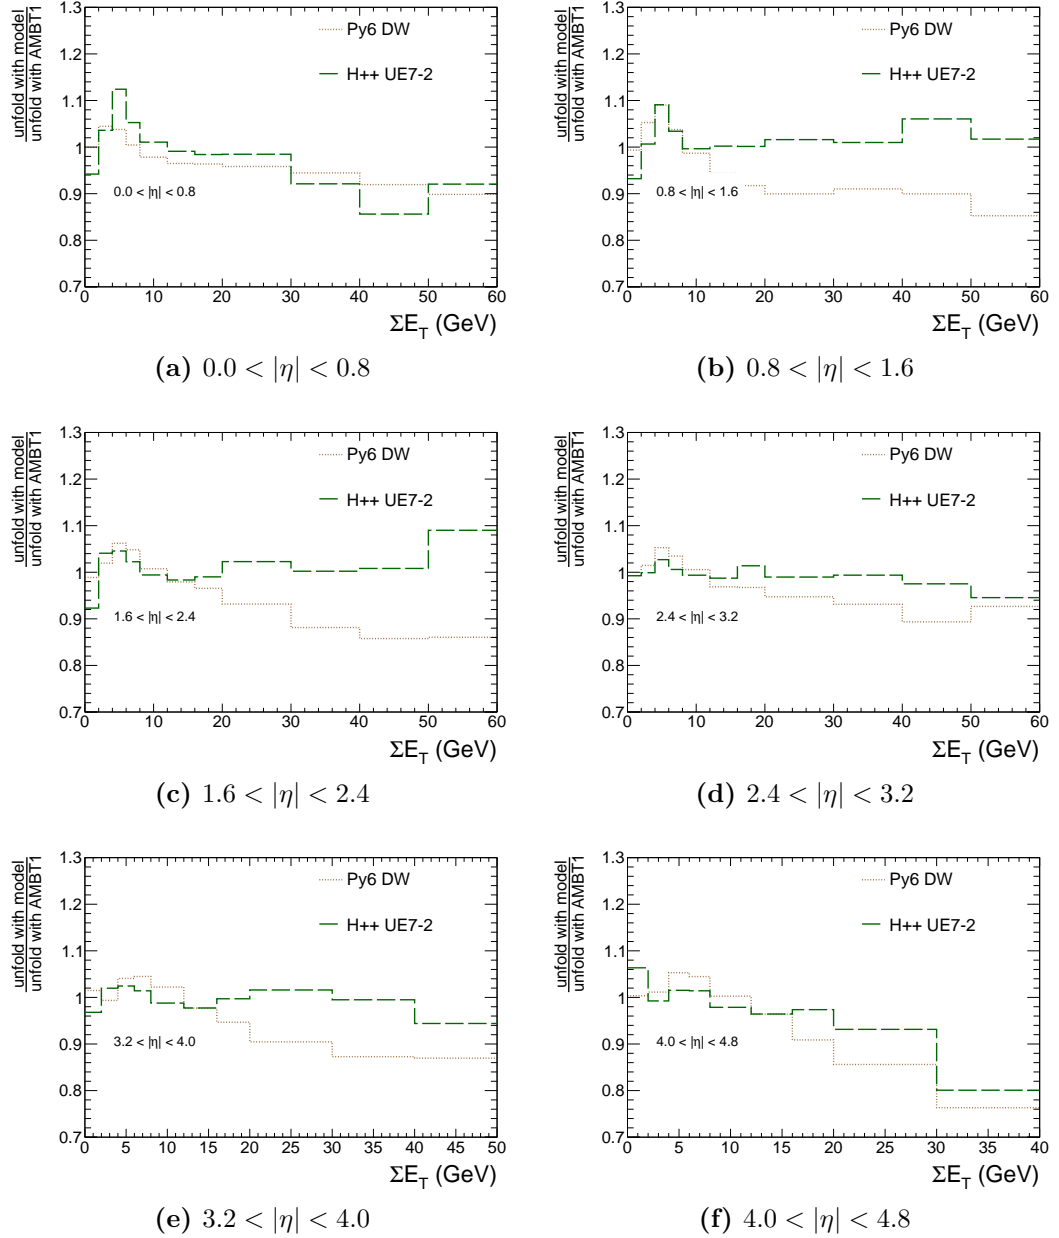 unfold with model
unfold with AMBT1
1.3
1.2
1.1
1
0.9
0.8
0.7
Py6 DW
H++ UE7-2
0.0 < |η| < 0.8
0 10 20 30 40 50 60
ΣE_T (GeV)
(a) 0.0 < |η| < 0.8
unfold with model
unfold with AMBT1
1.3
1.2
1.1
1
0.9
0.8
0.7
Py6 DW
H++ UE7-2
0.8 < |η| < 1.6
0 10 20 30 40 50 60
ΣE_T (GeV)
(b) 0.8 < |η| < 1.6
unfold with model
unfold with AMBT1
1.3
1.2
1.1
1
0.9
0.8
0.7
Py6 DW
H++ UE7-2
1.6 < |η| < 2.4
0 10 20 30 40 50 60
ΣE_T (GeV)
(c) 1.6 < |η| < 2.4
unfold with model
unfold with AMBT1
1.3
1.2
1.1
1
0.9
0.8
0.7
Py6 DW
H++ UE7-2
2.4 < |η| < 3.2
0 10 20 30 40 50 60
ΣE_T (GeV)
(d) 2.4 < |η| < 3.2
unfold with model
unfold with AMBT1
1.3
1.2
1.1
1
0.9
0.8
0.7
Py6 DW
H++ UE7-2
3.2 < |η| < 4.0
0 5 10 15 20 25 30 35 40 45 50
ΣE_T (GeV)
(e) 3.2 < |η| < 4.0
unfold with model
unfold with AMBT1
1.3
1.2
1.1
1
0.9
0.8
0.7
Py6 DW
H++ UE7-2
4.0 < |η| < 4.8
0 5 10 15 20 25 30 35 40
ΣE_T (GeV)
(f) 4.0 < |η| < 4.8